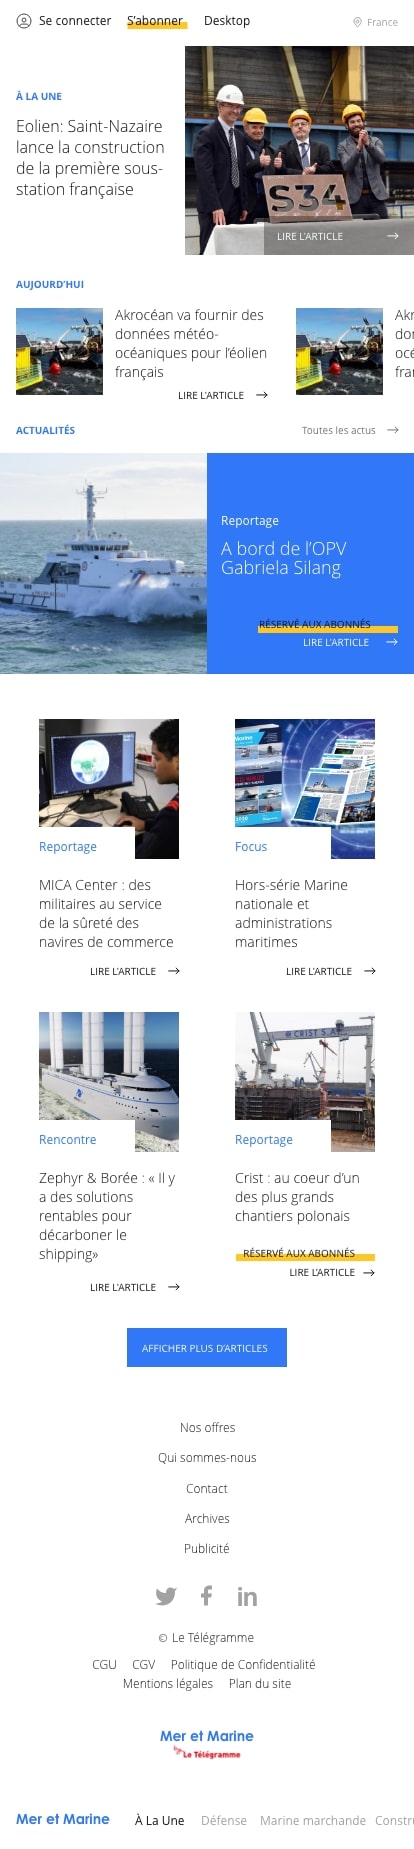 Se connecter
S'abonner
Desktop
France
À LA UNE
Eolien: Saint-Nazaire
lance la construction
de la première sous-
station française
S34
LIRE L'ARTICLE
AUJOURD'HUI
Akrocéan va fournir des
données météo-
océaniques pour l'éolien
français
LIRE L'ARTICLE
ACTUALITÉS
Toutes les actus
Reportage
A bord de l'OPV
Gabriela Silang
RÉSERVÉ AUX ABONNÉS
LIRE L'ARTICLE
Reportage
MICA Center : des
militaires au service
de la sûreté des
navires de commerce
LIRE L'ARTICLE
Marine
Focus
Hors-série Marine
nationale et
administrations
maritimes
LIRE L'ARTICLE
Rencontre
Zephyr & Borée : « Il y
a des solutions
rentables pour
décarboner le
shipping»
LIRE L'ARTICLE
CRIST S.A.
Reportage
Crist : au coeur d'un
des plus grands
chantiers polonais
RÉSERVÉ AUX ABONNÉS
LIRE L'ARTICLE
AFFICHER PLUS D'ARTICLES
Nos offres
Qui sommes-nous
Contact
Archives
Publicité
© Le Télégramme
CGU CGV Politique de Confidentialité
Mentions légales Plan du site
Mer et Marine
Le Télégramme
Mer et Marine À La Une Défense Marine marchande Constru